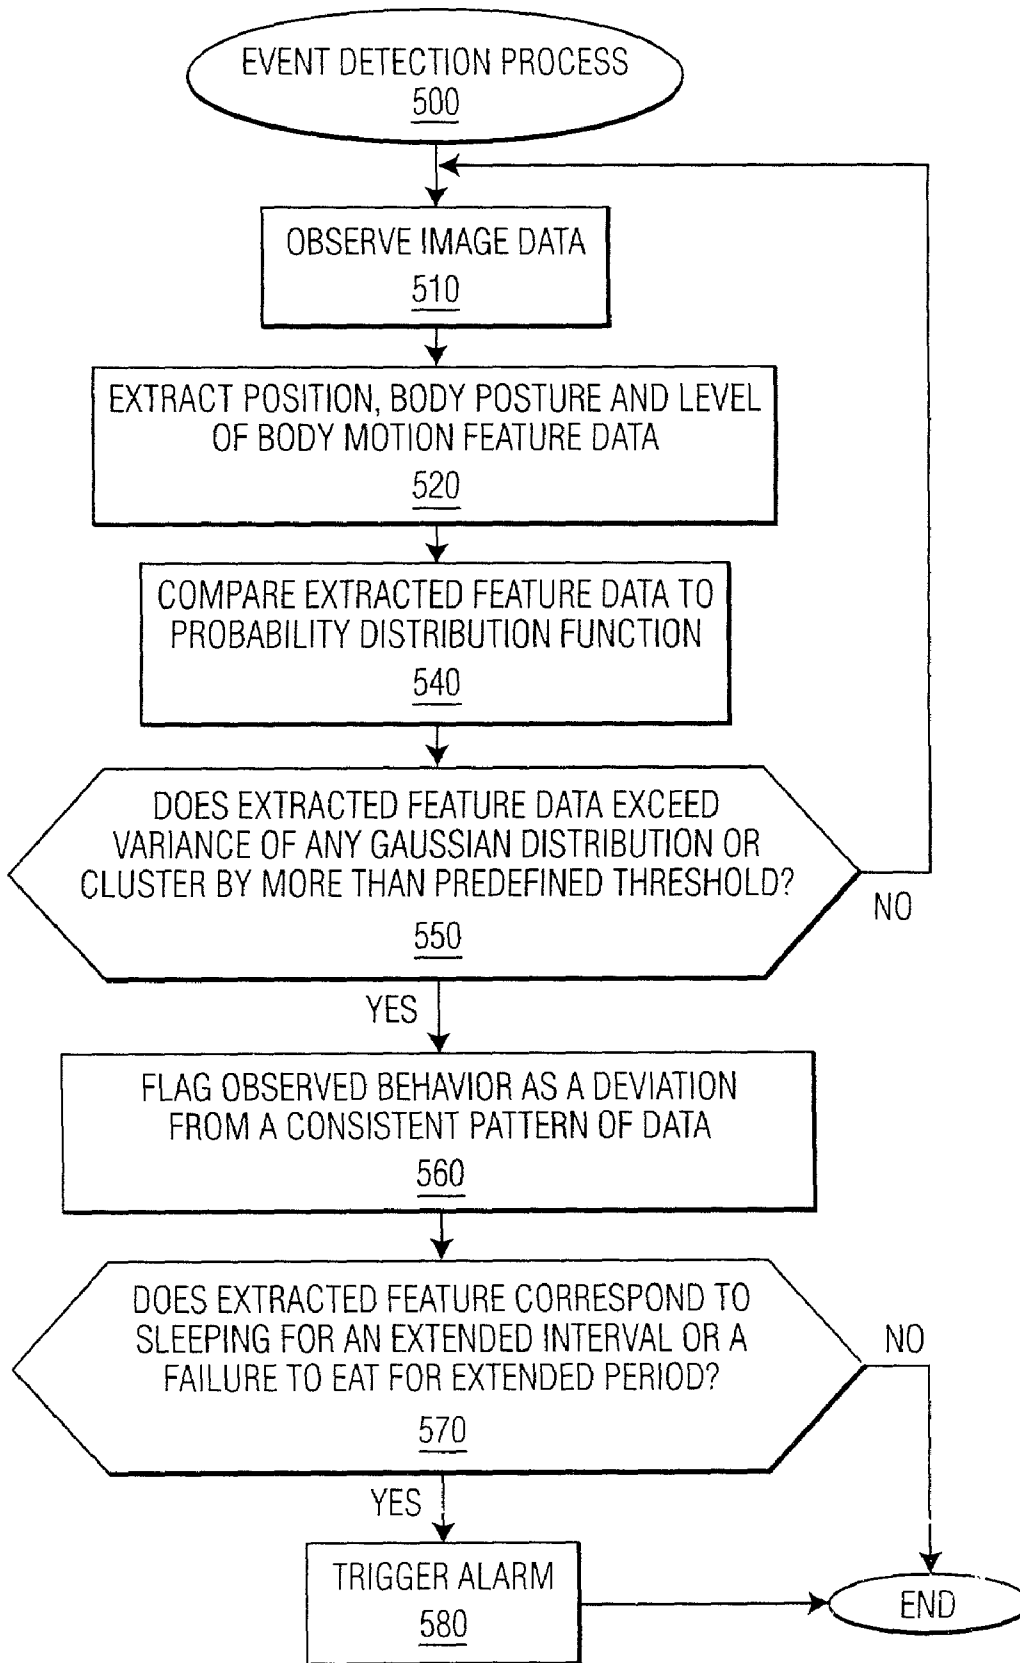 EVENT DETECTION PROCESS
500
OBSERVE IMAGE DATA
510
EXTRACT POSITION, BODY POSTURE AND LEVEL
OF BODY MOTION FEATURE DATA
520
COMPARE EXTRACTED FEATURE DATA TO
PROBABILITY DISTRIBUTION FUNCTION
540
DOES EXTRACTED FEATURE DATA EXCEED
VARIANCE OF ANY GAUSSIAN DISTRIBUTION OR
CLUSTER BY MORE THAN PREDEFINED THRESHOLD?
550
NO
YES
FLAG OBSERVED BEHAVIOR AS A DEVIATION
FROM A CONSISTENT PATTERN OF DATA
560
DOES EXTRACTED FEATURE CORRESPOND TO
SLEEPING FOR AN EXTENDED INTERVAL OR A
FAILURE TO EAT FOR EXTENDED PERIOD?
570
NO
YES
TRIGGER ALARM
580
END